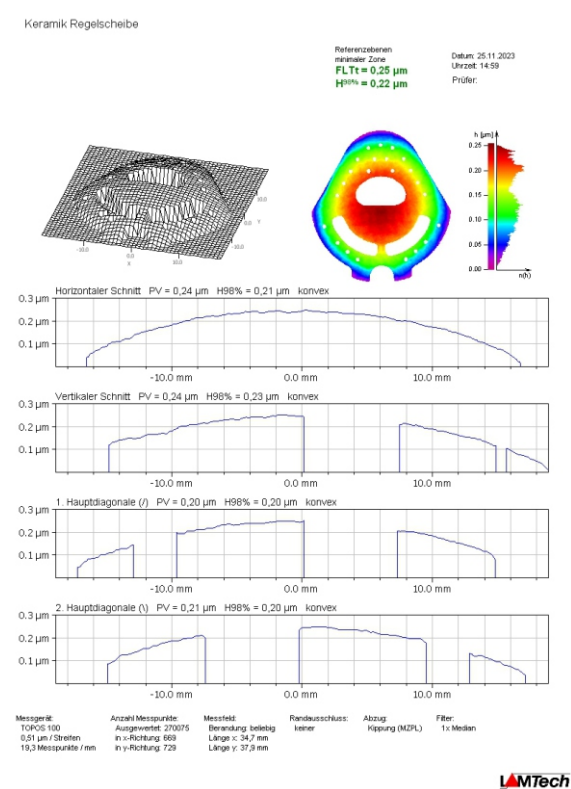 Keramik Regelscheibe
Referenzebenen
minimaler Zone
FLTt = 0,25 µm
H98% = 0,22 µm
Datum: 25.11.2023
Uhrzeit: 14:59
Prüfer:
h [µm]
0.25
0.20
0.15
0.10
0.05
0.00
n(h)
-10.0
0.0
10.0
X
10.0
0.0
-10.0
Y
Horizontaler Schnitt PV = 0,24 µm H98% = 0,21 µm konvex
0.3 µm
0.2 µm
0.1 µm
-10.0 mm 0.0 mm 10.0 mm
Vertikaler Schnitt PV = 0,24 µm H98% = 0,23 µm konvex
0.3 µm
0.2 µm
0.1 µm
-10.0 mm 0.0 mm 10.0 mm
1. Hauptdiagonale (/) PV = 0,20 µm H98% = 0,20 µm konvex
0.3 µm
0.2 µm
0.1 µm
-10.0 mm 0.0 mm 10.0 mm
2. Hauptdiagonale (\) PV = 0,21 µm H98% = 0,20 µm konvex
0.3 µm
0.2 µm
0.1 µm
-10.0 mm 0.0 mm 10.0 mm
Messgerät: Anzahl Messpunkte: Messfeld: Randausschluss: Abzug: Filter:
TOPOS 100 Ausgewertet: 270075 Berandung: beliebig keiner Kippung (MZPL) 1x Median
0,51 µm / Streifen in x-Richtung: 669 Länge x: 34,7 mm
19,3 Messpunkte / mm in y-Richtung: 729 Länge y: 37,9 mm
LAMTech